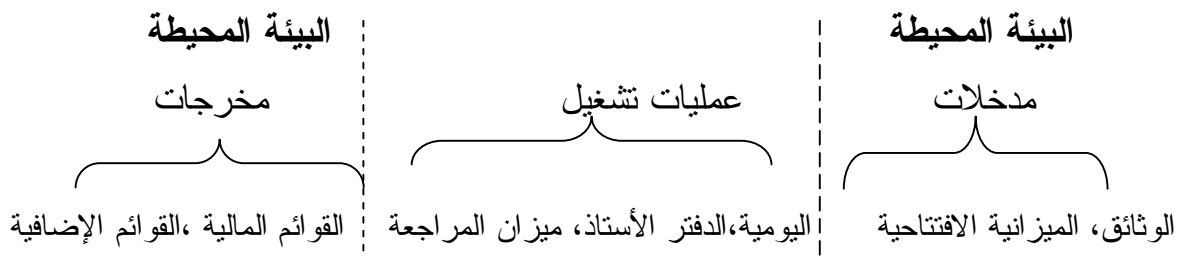 البيئة المحيطة البيئة المحيطة
مدخلات عمليات تشغيل مخرجات
الوثائق، الميزانية الافتتاحية اليومية،الدفتر الأستاذ، ميزان المراجعة القوائم المالية ،القوائم الإضافية